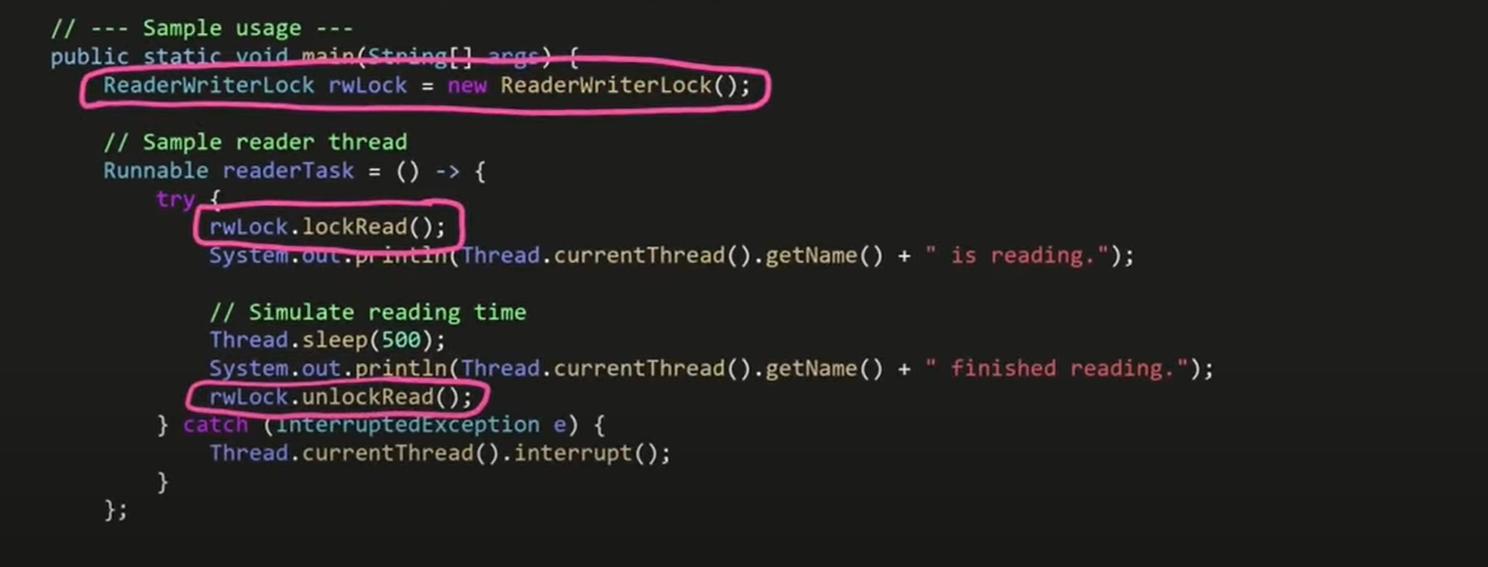 // --- Sample usage ---
public static void main(String[] args) {
ReaderWriterLock rwLock = new ReaderWriterLock();
// Sample reader thread
Runnable readerTask = () -> {
try {
rwLock.lockRead();
System.out.println(Thread.currentThread().getName() + " is reading.");
// Simulate reading time
Thread.sleep(500);
System.out.println(Thread.currentThread().getName() + " finished reading.");
rwLock.unlockRead();
} catch (InterruptedException e) {
Thread.currentThread().interrupt();
}
};